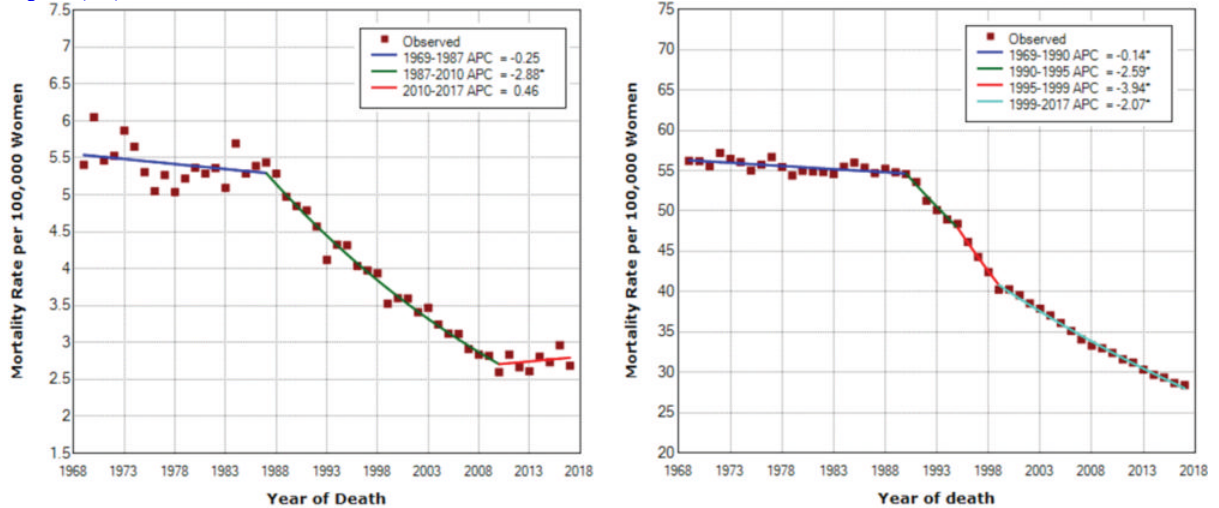 7.5
7
6.5
6
5.5
5
4.5
4
3.5
3
2.5
2
1.5
Mortality Rate per 100,000 Women
Observed
1969-1987 APC = -0.25
1987-2010 APC = -2.88*
2010-2017 APC = 0.46
1968 1973 1978 1983 1988 1993 1998 2003 2008 2013 2018
Year of Death
75
70
65
60
55
50
45
40
35
30
25
20
Mortality Rate per 100,000 Women
Observed
1969-1990 APC = -0.14*
1990-1995 APC = -2.59*
1995-1999 APC = -3.94*
1999-2017 APC = -2.07*
1968 1973 1978 1983 1988 1993 1998 2003 2008 2013 2018
Year of death